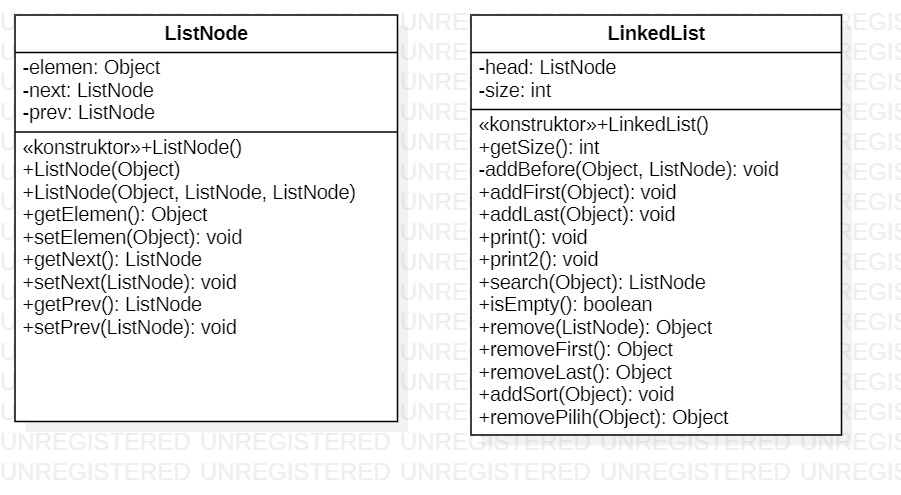 ListNode
-elemen: Object
-next: ListNode
-prev: ListNode
«konstruktor»+ListNode()
+ListNode(Object)
+ListNode(Object, ListNode, ListNode)
+getElemen(): Object
+setElemen(Object): void
+getNext(): ListNode
+setNext(ListNode): void
+getPrev(): ListNode
+setPrev(ListNode): void
LinkedList
-head: ListNode
-size: int
«konstruktor»+LinkedList()
+getSize(): int
-addBefore(Object, ListNode): void
+addFirst(Object): void
+addLast(Object): void
+print(): void
+print2(): void
+search(Object): ListNode
+isEmpty(): boolean
+remove(ListNode): Object
+removeFirst(): Object
+removeLast(): Object
+addSort(Object): void
+removePilih(Object): Object
UNREGISTERED UNREGISTERED UNREGISTERED UNREGISTERED UNREGIS
UNREGISTERED UNREGISTERED UNREGISTERED UNREGISTERED UNREGIS